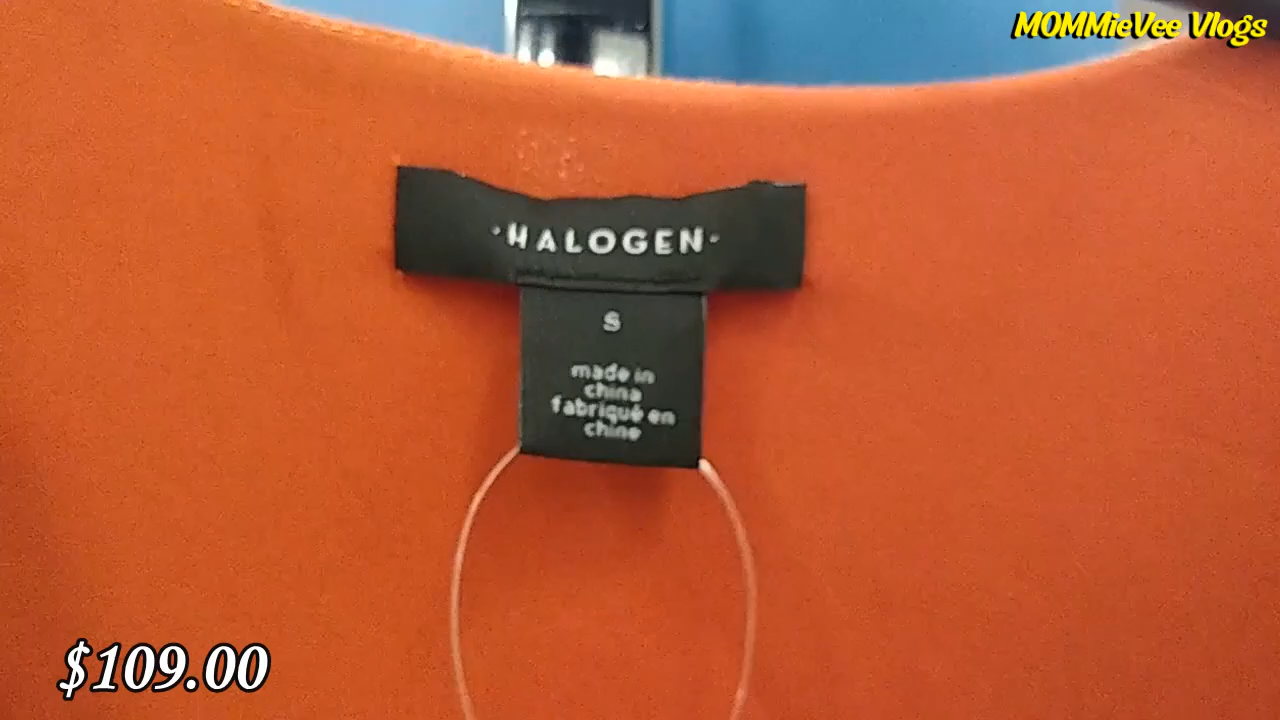 MOMMieVee Vlogs
·HALOGEN·
S
made in
china
fabriqué en
chine
$109.00